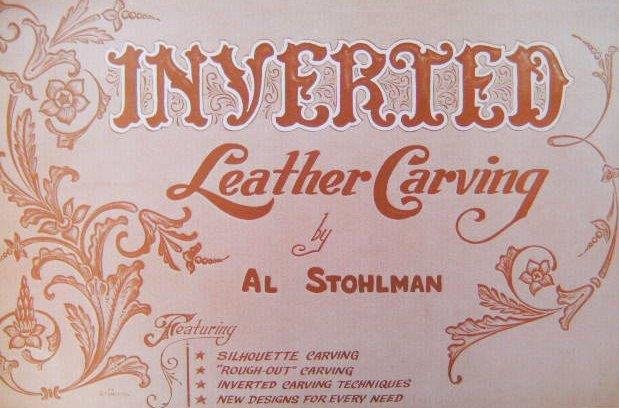 INVERTED
Leather Carving
by
AL STOHLMAN
Featuring
★ SILHOUETTE CARVING
★ "ROUGH-OUT" CARVING
★ INVERTED CARVING TECHNIQUES
★ NEW DESIGNS FOR EVERY NEED